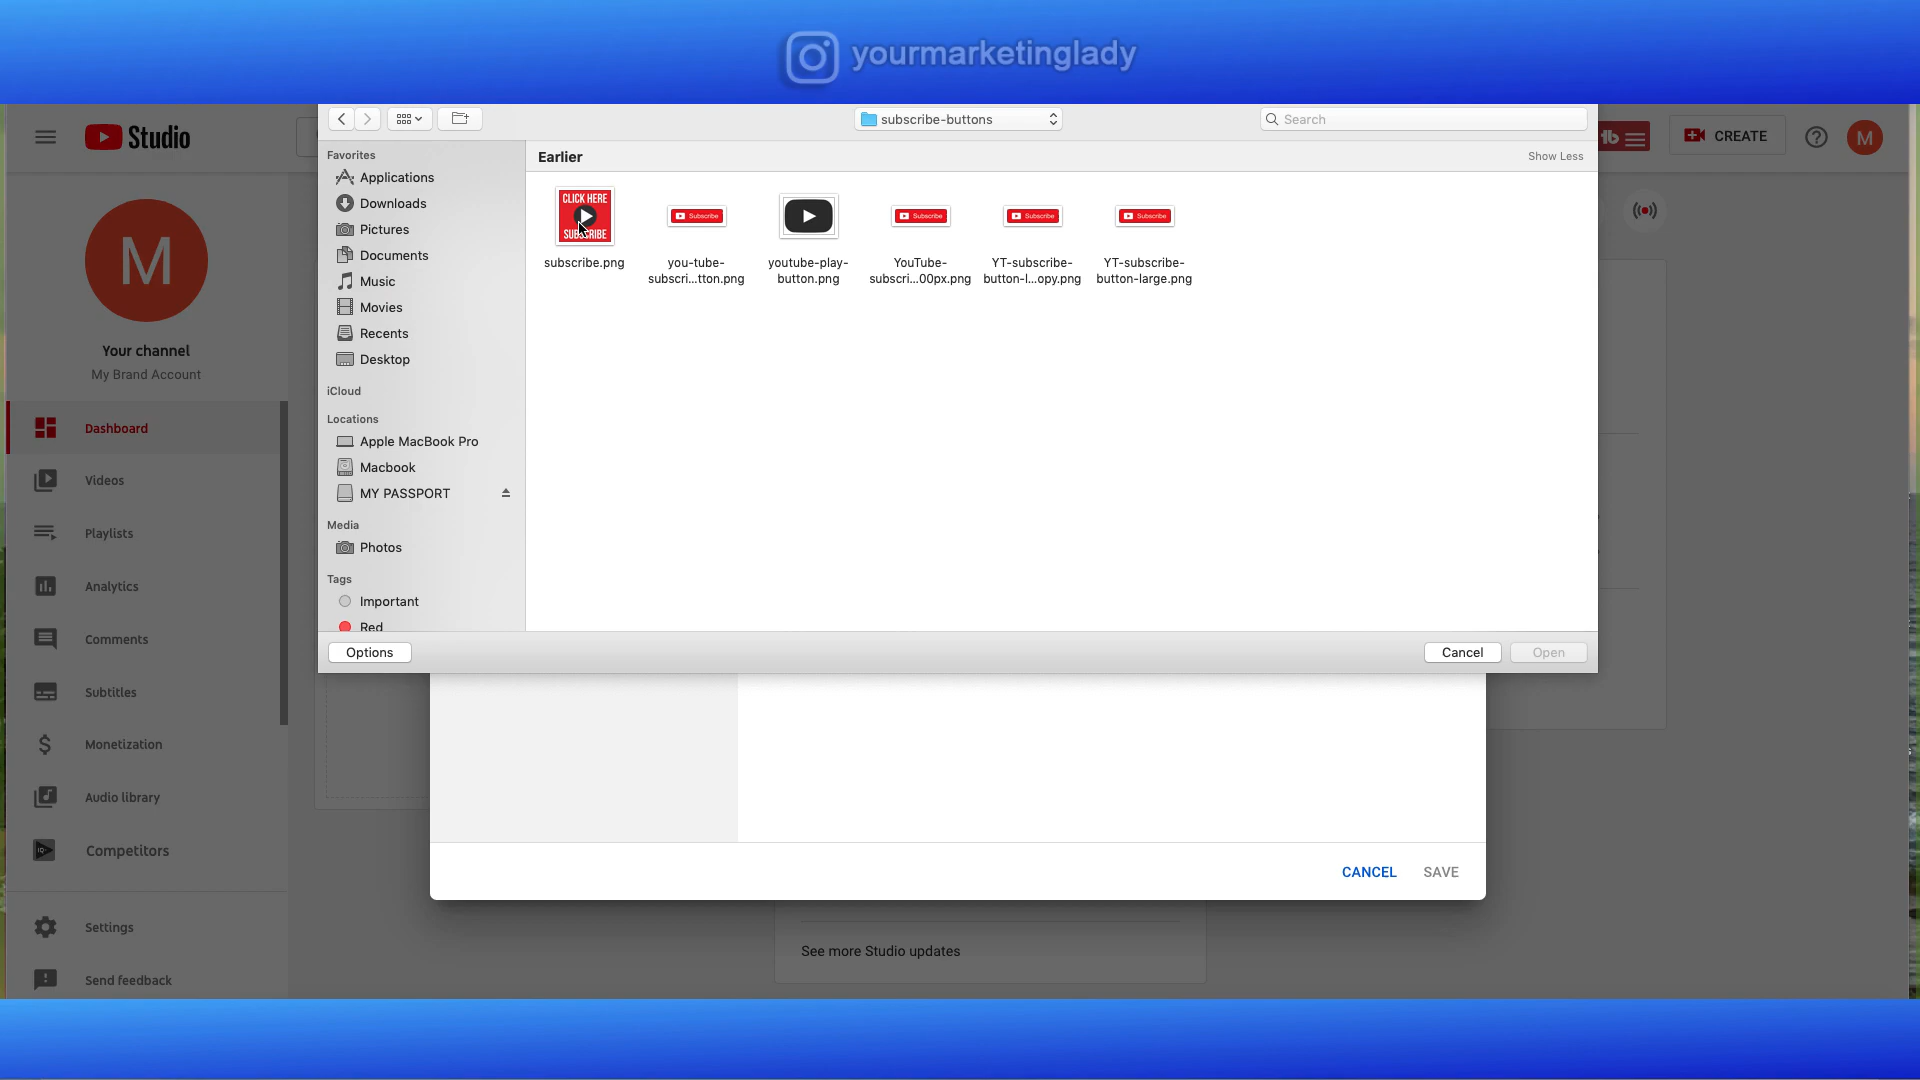 yourmarketinglady
subscribe-buttons
Search
Studio
CREATE
M
Favorites
Applications
Downloads
Pictures
Documents
Music
Movies
Recents
Desktop
iCloud
Locations
Apple MacBook Pro
Macbook
MY PASSPORT
Media
Photos
Tags
Important
Red
Earlier
Show Less
CLICK HERE
SUBSCRIBE
Subscribe
Subscribe
Subscribe
Subscribe
subscribe.png
you-tube-
subscri...tton.png
youtube-play-
button.png
YouTube-
subscri...00px.png
YT-subscribe-
button-l...opy.png
YT-subscribe-
button-large.png
Options
Cancel
Open
M
Your channel
My Brand Account
Dashboard
Videos
Playlists
Analytics
Comments
Subtitles
Monetization
Audio library
Competitors
Settings
Send feedback
CANCEL
SAVE
See more Studio updates